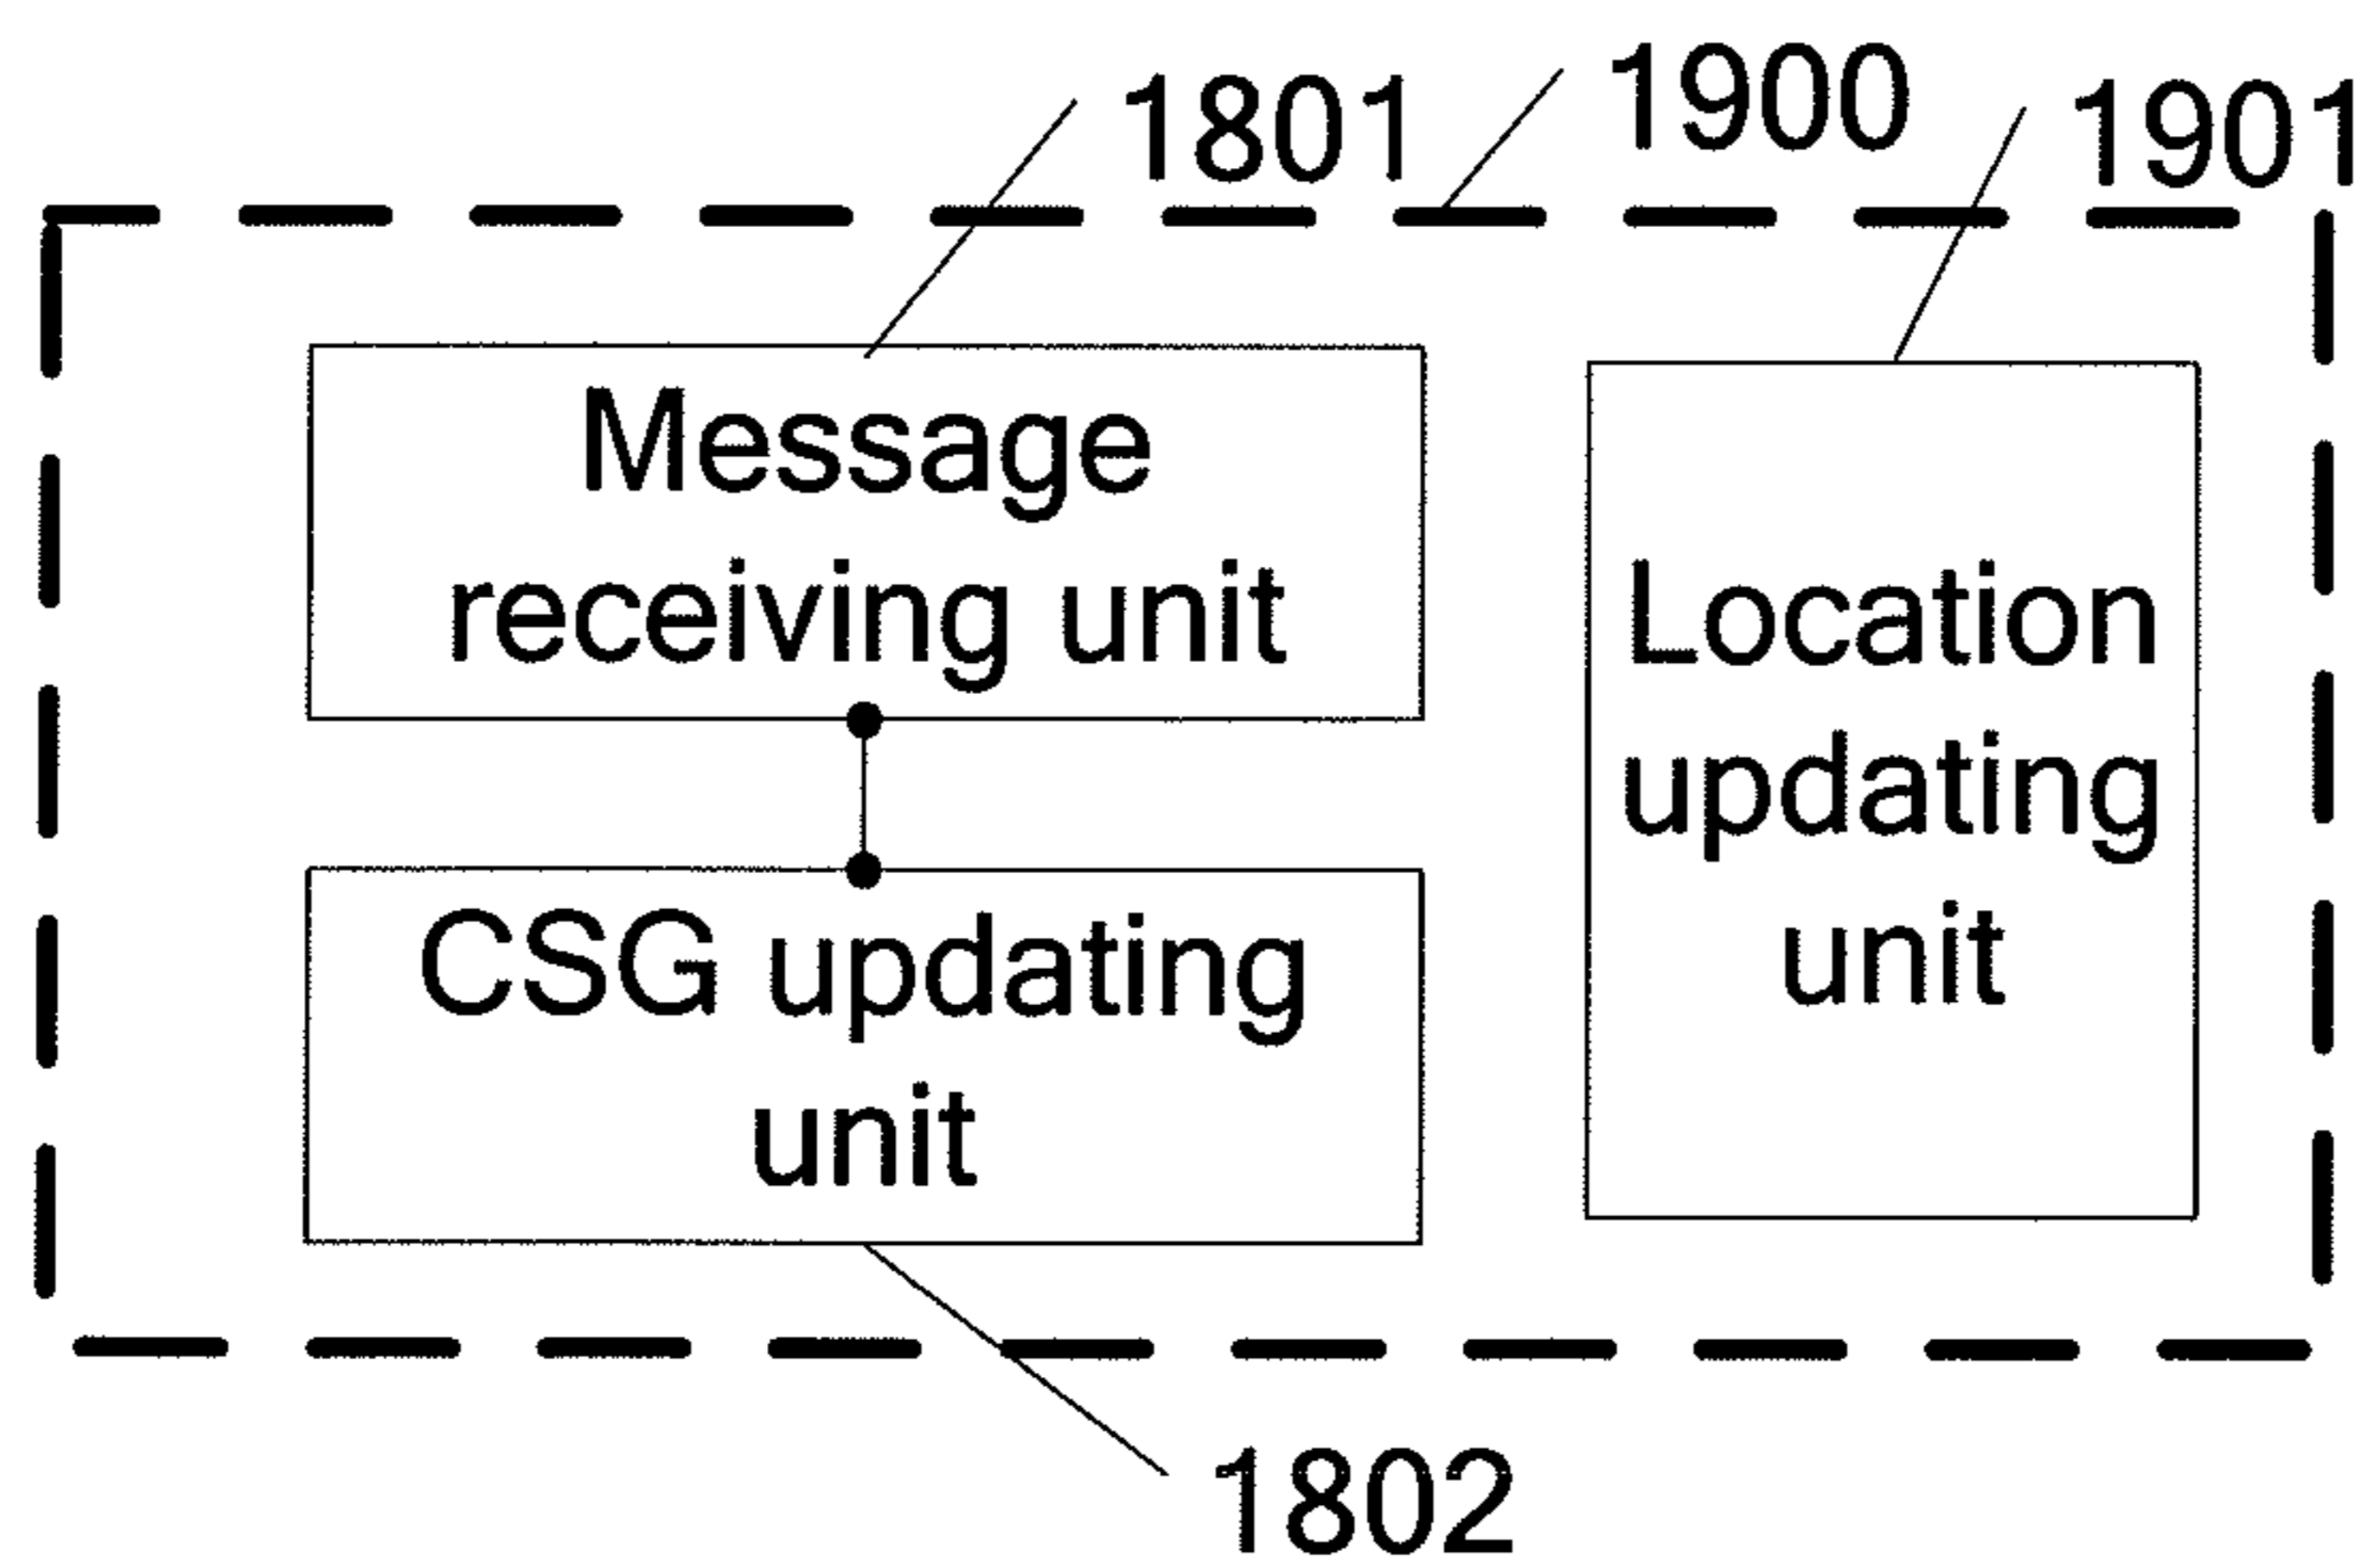 1801
1900
1901
Message
receiving unit
Location
updating
unit
CSG updating
unit
1802